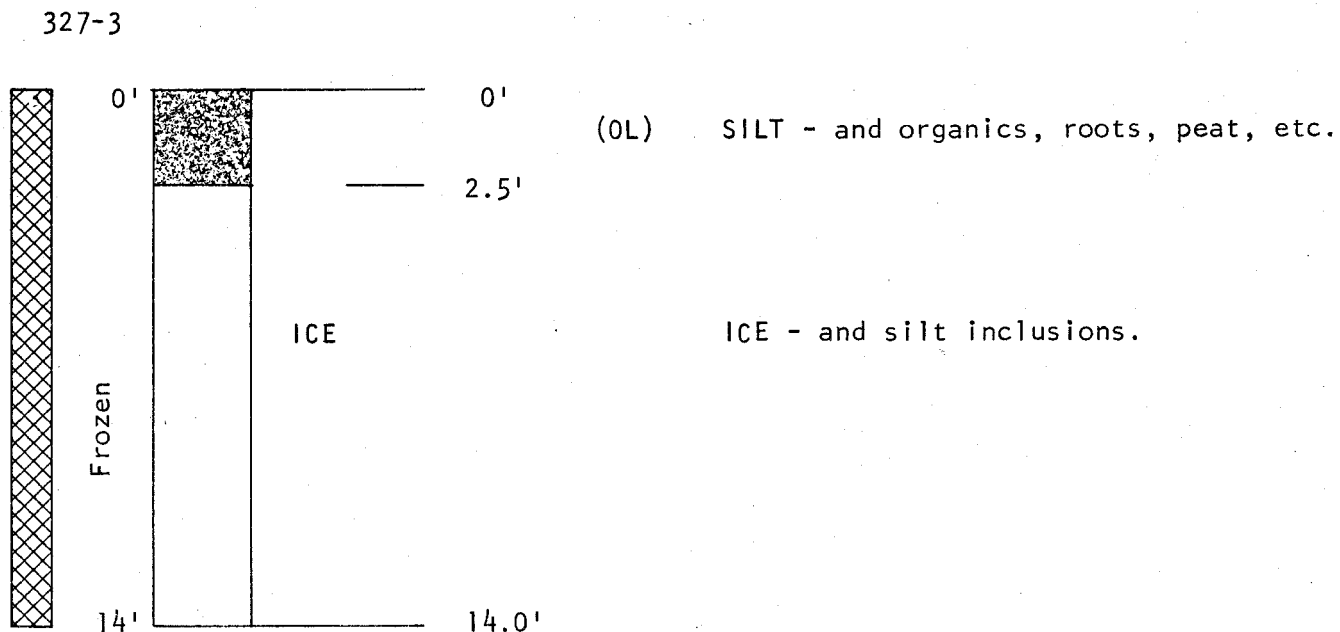 327-3
0' 0'
(OL) SILT - and organics, roots, peat, etc.
2.5'
ICE ICE - and silt inclusions.
Frozen
14' 14.0'